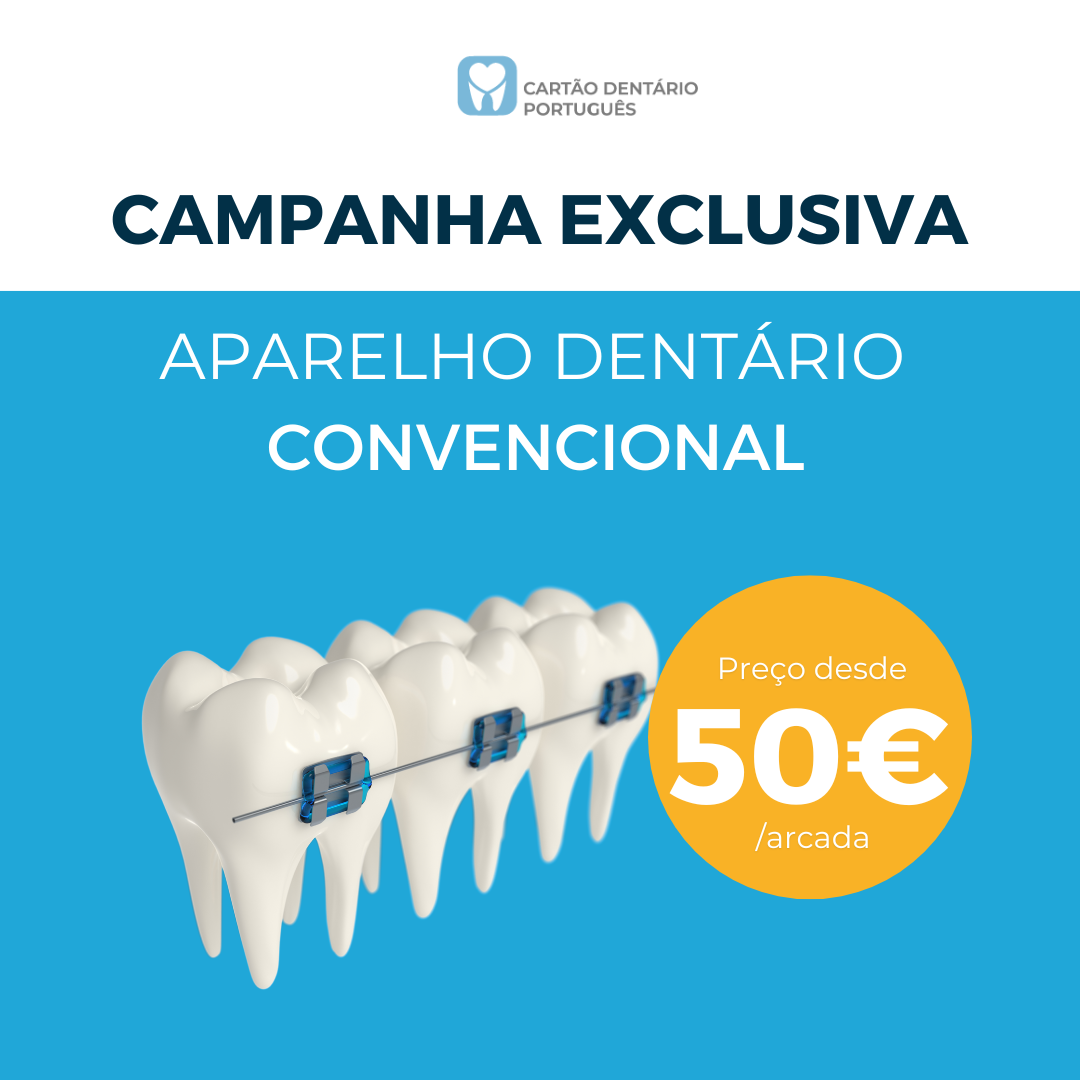 CARTÃO DENTÁRIO
PORTUGUÊS
CAMPANHA EXCLUSIVA
APARELHO DENTÁRIO
CONVENCIONAL
Preço desde
50€
/arcada